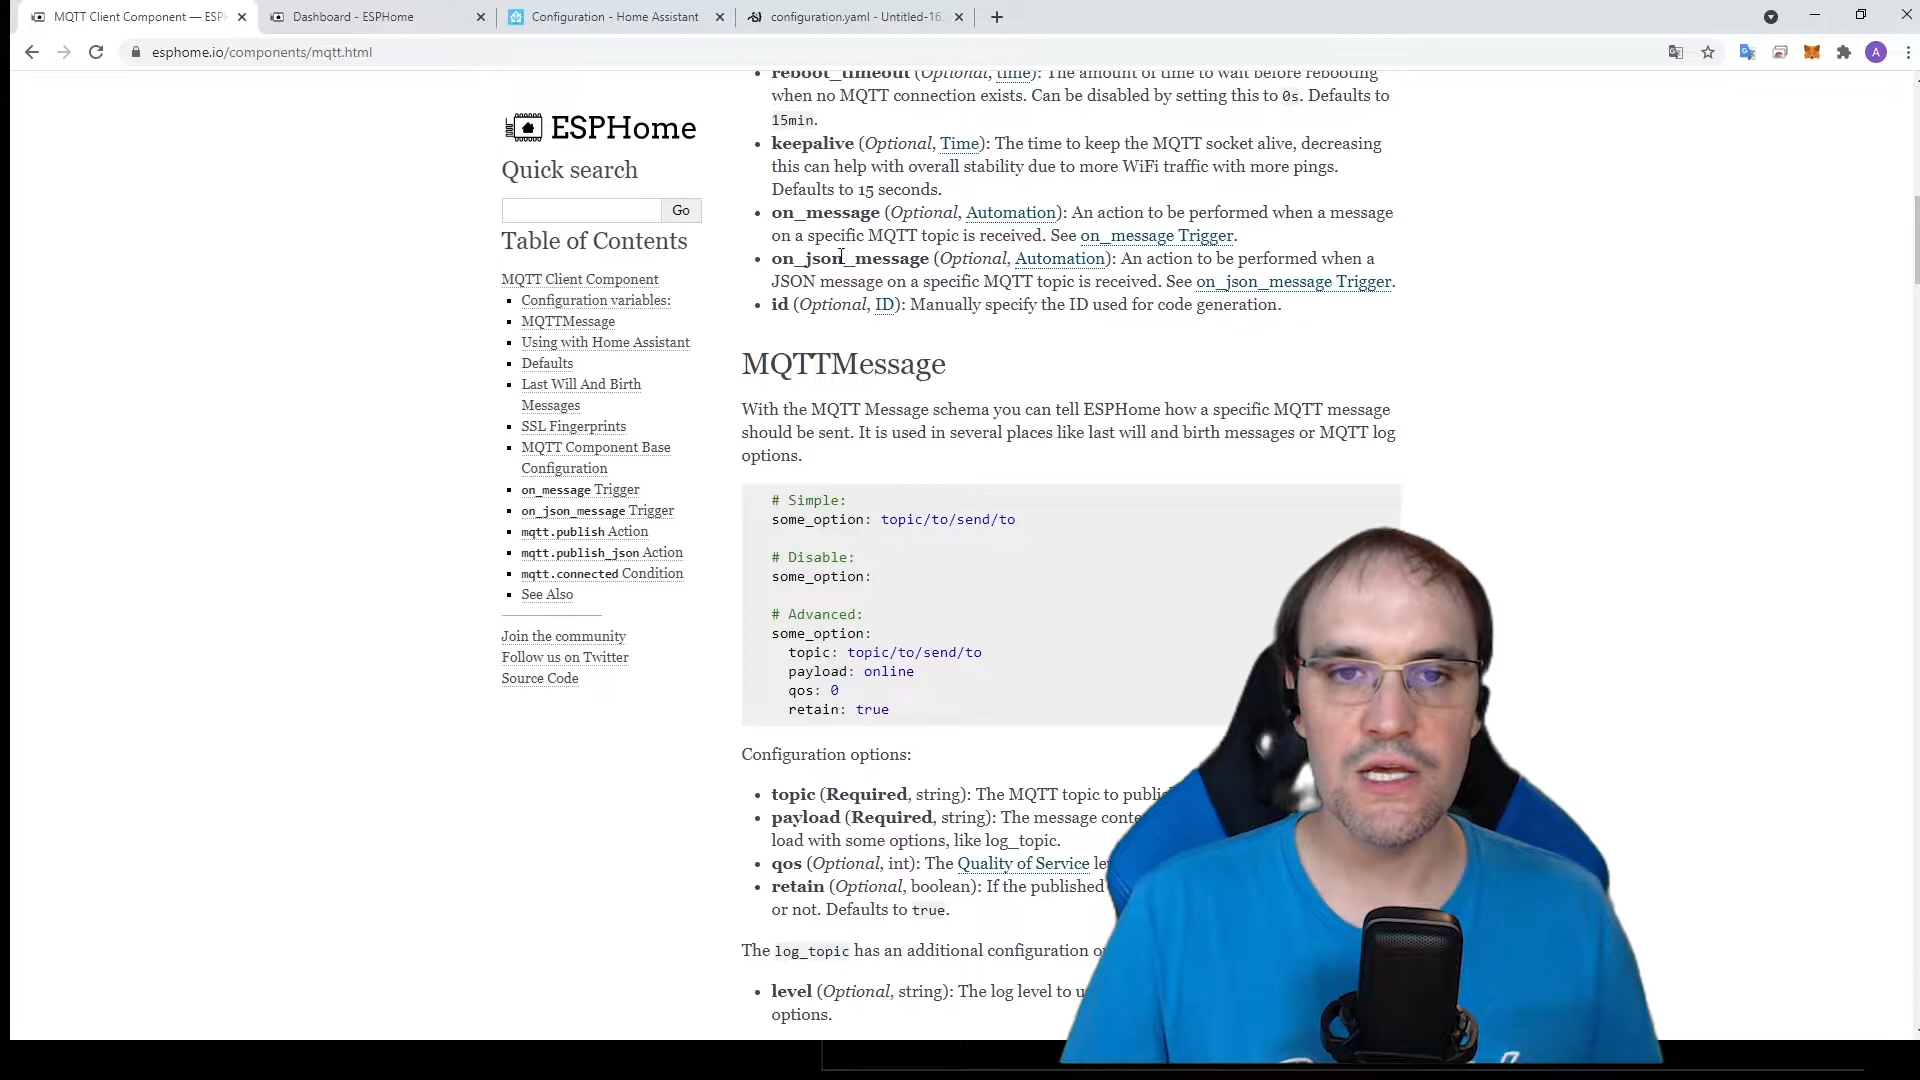 MQTT Client Component — ESPH
Dashboard - ESPHome
Configuration - Home Assistant
configuration.yaml - Untitled-16
esphome.io/components/mqtt.html
A
reboot_timeout (Optional, time): The amount of time to wait before rebooting
when no MQTT connection exists. Can be disabled by setting this to 0s. Defaults to
15min.
keepalive (Optional, Time): The time to keep the MQTT socket alive, decreasing
this can help with overall stability due to more WiFi traffic with more pings.
Defaults to 15 seconds.
on_message (Optional, Automation): An action to be performed when a message
on a specific MQTT topic is received. See on_message Trigger.
on_json_message (Optional, Automation): An action to be performed when a
JSON message on a specific MQTT topic is received. See on_json_message Trigger.
id (Optional, ID): Manually specify the ID used for code generation.
ESPHome
Quick search
Go
Table of Contents
MQTT Client Component
Configuration variables:
MQTTMessage
Using with Home Assistant
Defaults
Last Will And Birth
Messages
SSL Fingerprints
MQTT Component Base
Configuration
on_message Trigger
on_json_message Trigger
mqtt.publish Action
mqtt.publish_json Action
mqtt.connected Condition
See Also
Join the community
Follow us on Twitter
Source Code
MQTTMessage
With the MQTT Message schema you can tell ESPHome how a specific MQTT message
should be sent. It is used in several places like last will and birth messages or MQTT log
options.
# Simple:
some_option: topic/to/send/to
# Disable:
some_option:
# Advanced:
some_option:
topic: topic/to/send/to
payload: online
qos: 0
retain: true
Configuration options:
topic (Required, string): The MQTT topic to publi
payload (Required, string): The message conte
load with some options, like log_topic.
qos (Optional, int): The Quality of Service le
retain (Optional, boolean): If the published
or not. Defaults to true.
The log_topic has an additional configuration o
level (Optional, string): The log level to u
options.